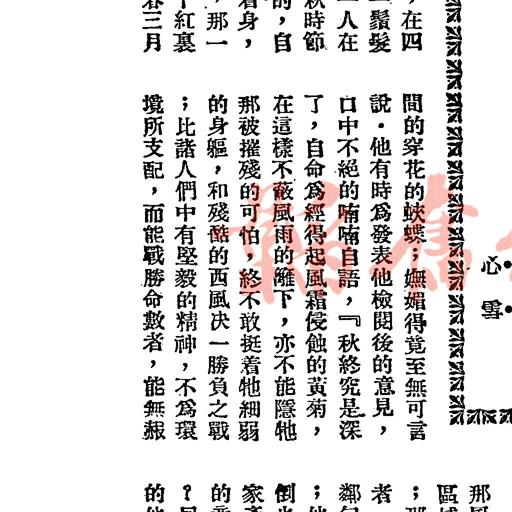 心雪
，在四
鬚髮
一人在
秋時節
的，自
着身，
，那一
紅裏
春三月
間的穿花的蛺蝶；嫵媚得竟至無可言
說．他有時爲發表他檢閱後的意見，
口中不絕的喃喃自語，『秋終究是深
了，自命爲經得起風霜侵蝕的黃菊，
在這樣不蔽風雨的籬下，亦不能隱牠
那被摧殘的可怕，終不敢挺着牠細弱
的身軀，和殘酷的西風决一勝負之戰
；比諸人們中有堅毅的精神，不爲環
境所支配，而能戰勝命數者，能無赧
那
區
；
者
鄰
；
倒
家
的
？
的